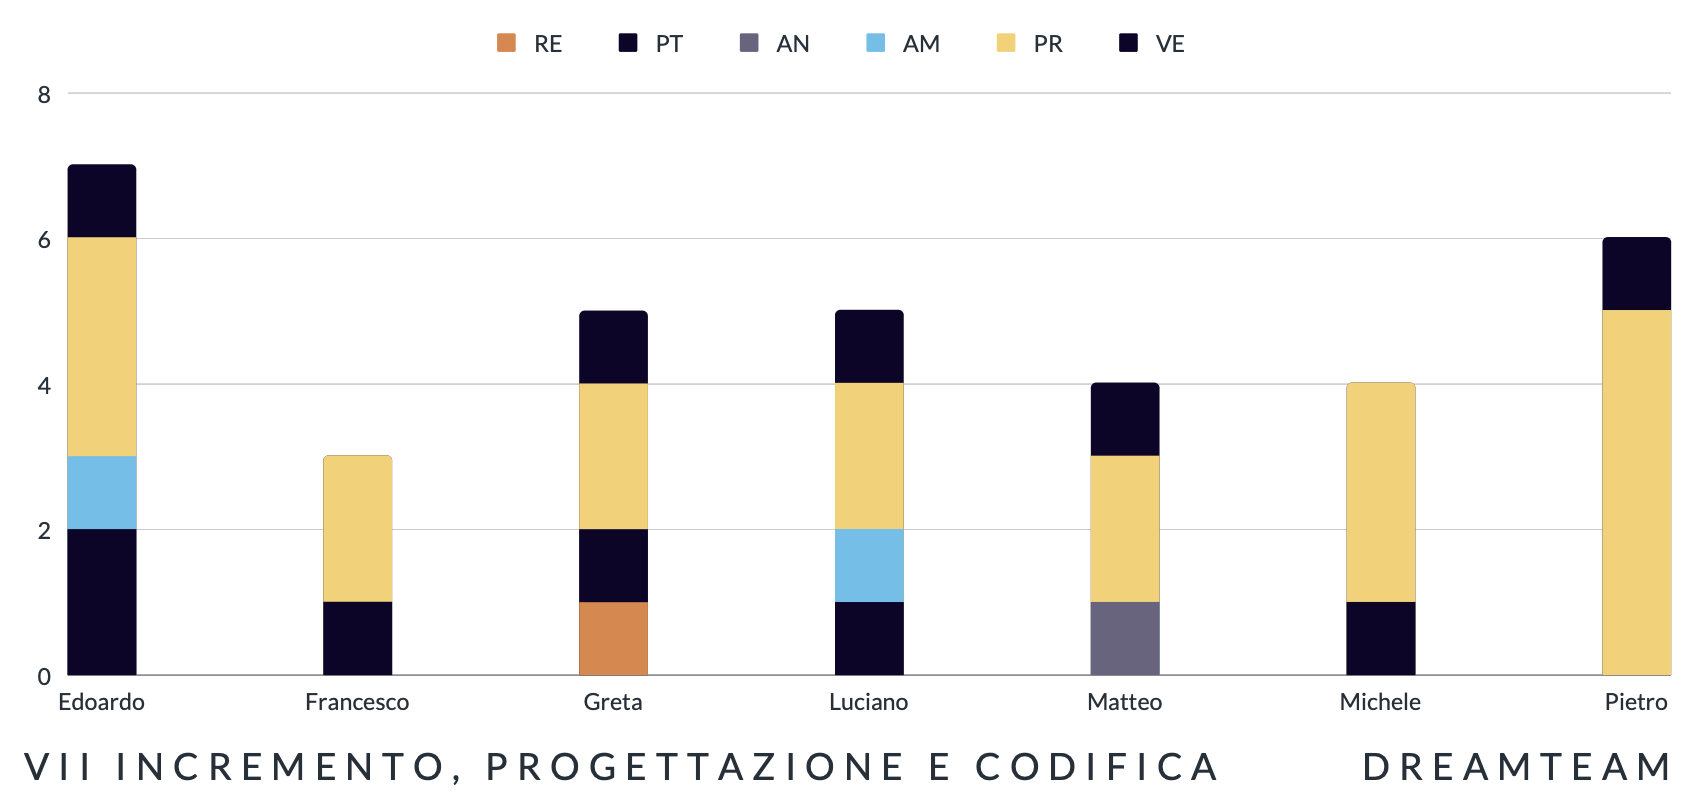 RE PT AN AM PR VE
8
6
4
2
0
Edoardo Francesco Greta Luciano Matteo Michele Pietro
VII INCREMENTO, PROGETTAZIONE E CODIFICA DREAMTEAM